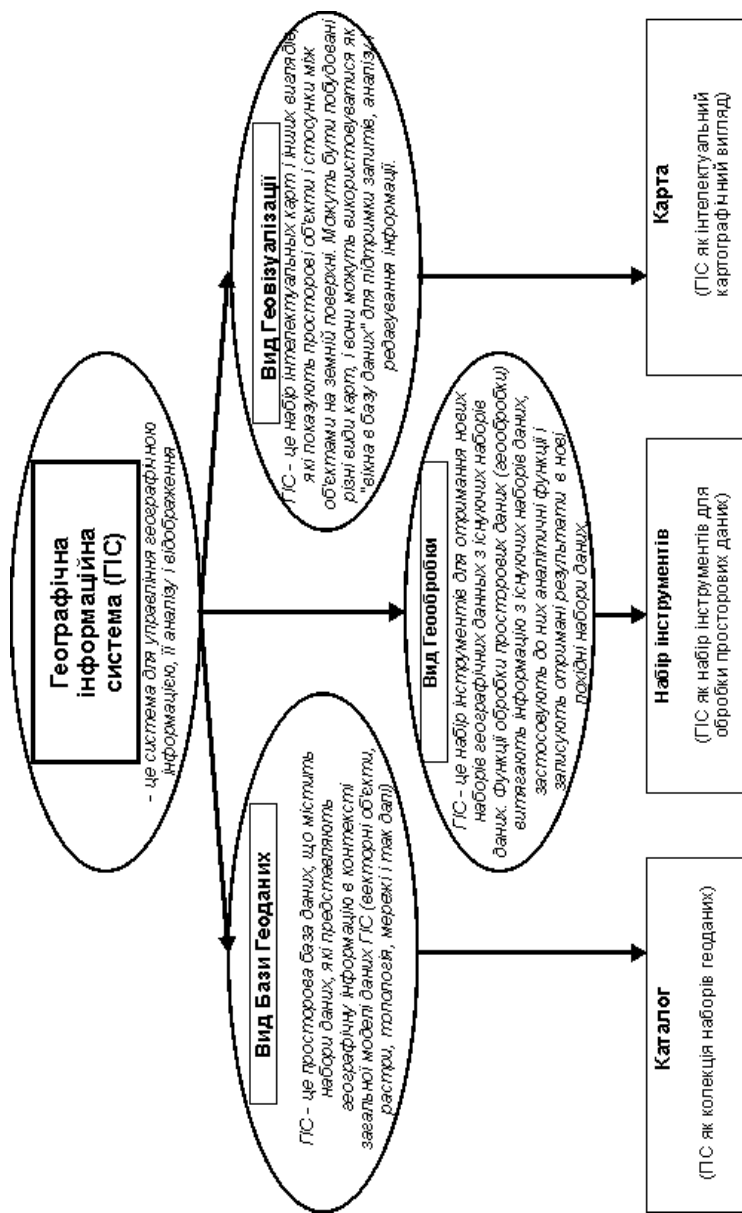 Географічна
інформаційна
система (ГІС)
- це система для управління географічною
інформацією, її аналізу і відображення
Вид Бази Геоданих
ГІС - це просторова база даних, що містить
набори даних, які представляють
географічну інформацію в контексті
загальної моделі даних ГІС (векторні об'єкти,
растри, топологія, мережі і так далі)
Вид Геообробки
ГІС - це набір інструментів для отримання нових
наборів географічних данных з існуючих наборів
даних. Функції обробки просторових даних (геообробки)
витягають інформацію з існуючих наборів даних,
застосовують до них аналітичні функції і
записують отримані результати в нові
похідні набори даних.
Вид Геовізуалізації
ГІС - це набір інтелектуальних карт і інших виглядів,
які показують просторові об'єкти і стосунки між
об'єктами на земній поверхні. Можуть бути побудовані
різні види карт, і вони можуть використовуватися як
"вікна в базу даних" для підтримки запитів, аналізу і
редагування інформації.
Каталог
(ГІС як колекція наборів геоданих)
Набір інструментів
(ГІС як набір інструментів для
обробки просторових даних)
Карта
(ГІС як інтелектуальний
картографічний вигляд)